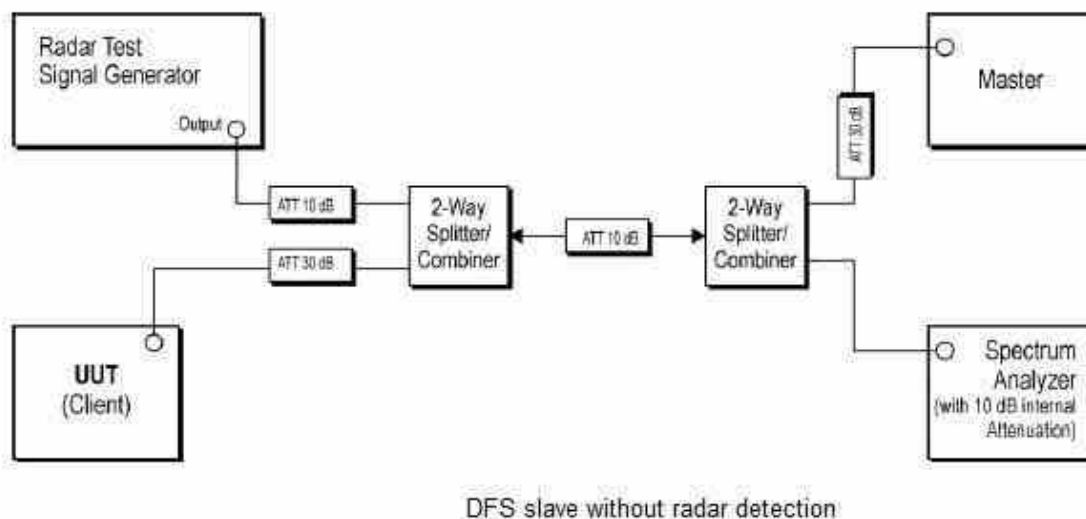 Radar Test
Signal Generator
Output
ATT 10 dB
ATT 30 dB
UUT
(Client)
2-Way
Splitter/
Combiner
ATT 10 dB
2-Way
Splitter/
Combiner
ATT 30 dB
Master
Spectrum
Analyzer
(with 10 dB internal
Attenuation)
DFS slave without radar detection